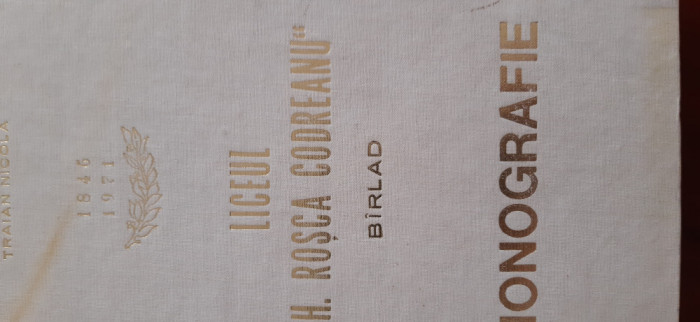 TRAIAN NICOLA
1846
1971
LICEUL
H. ROȘCA CODREANU"
BÎRLAD
IONOGRAFIE